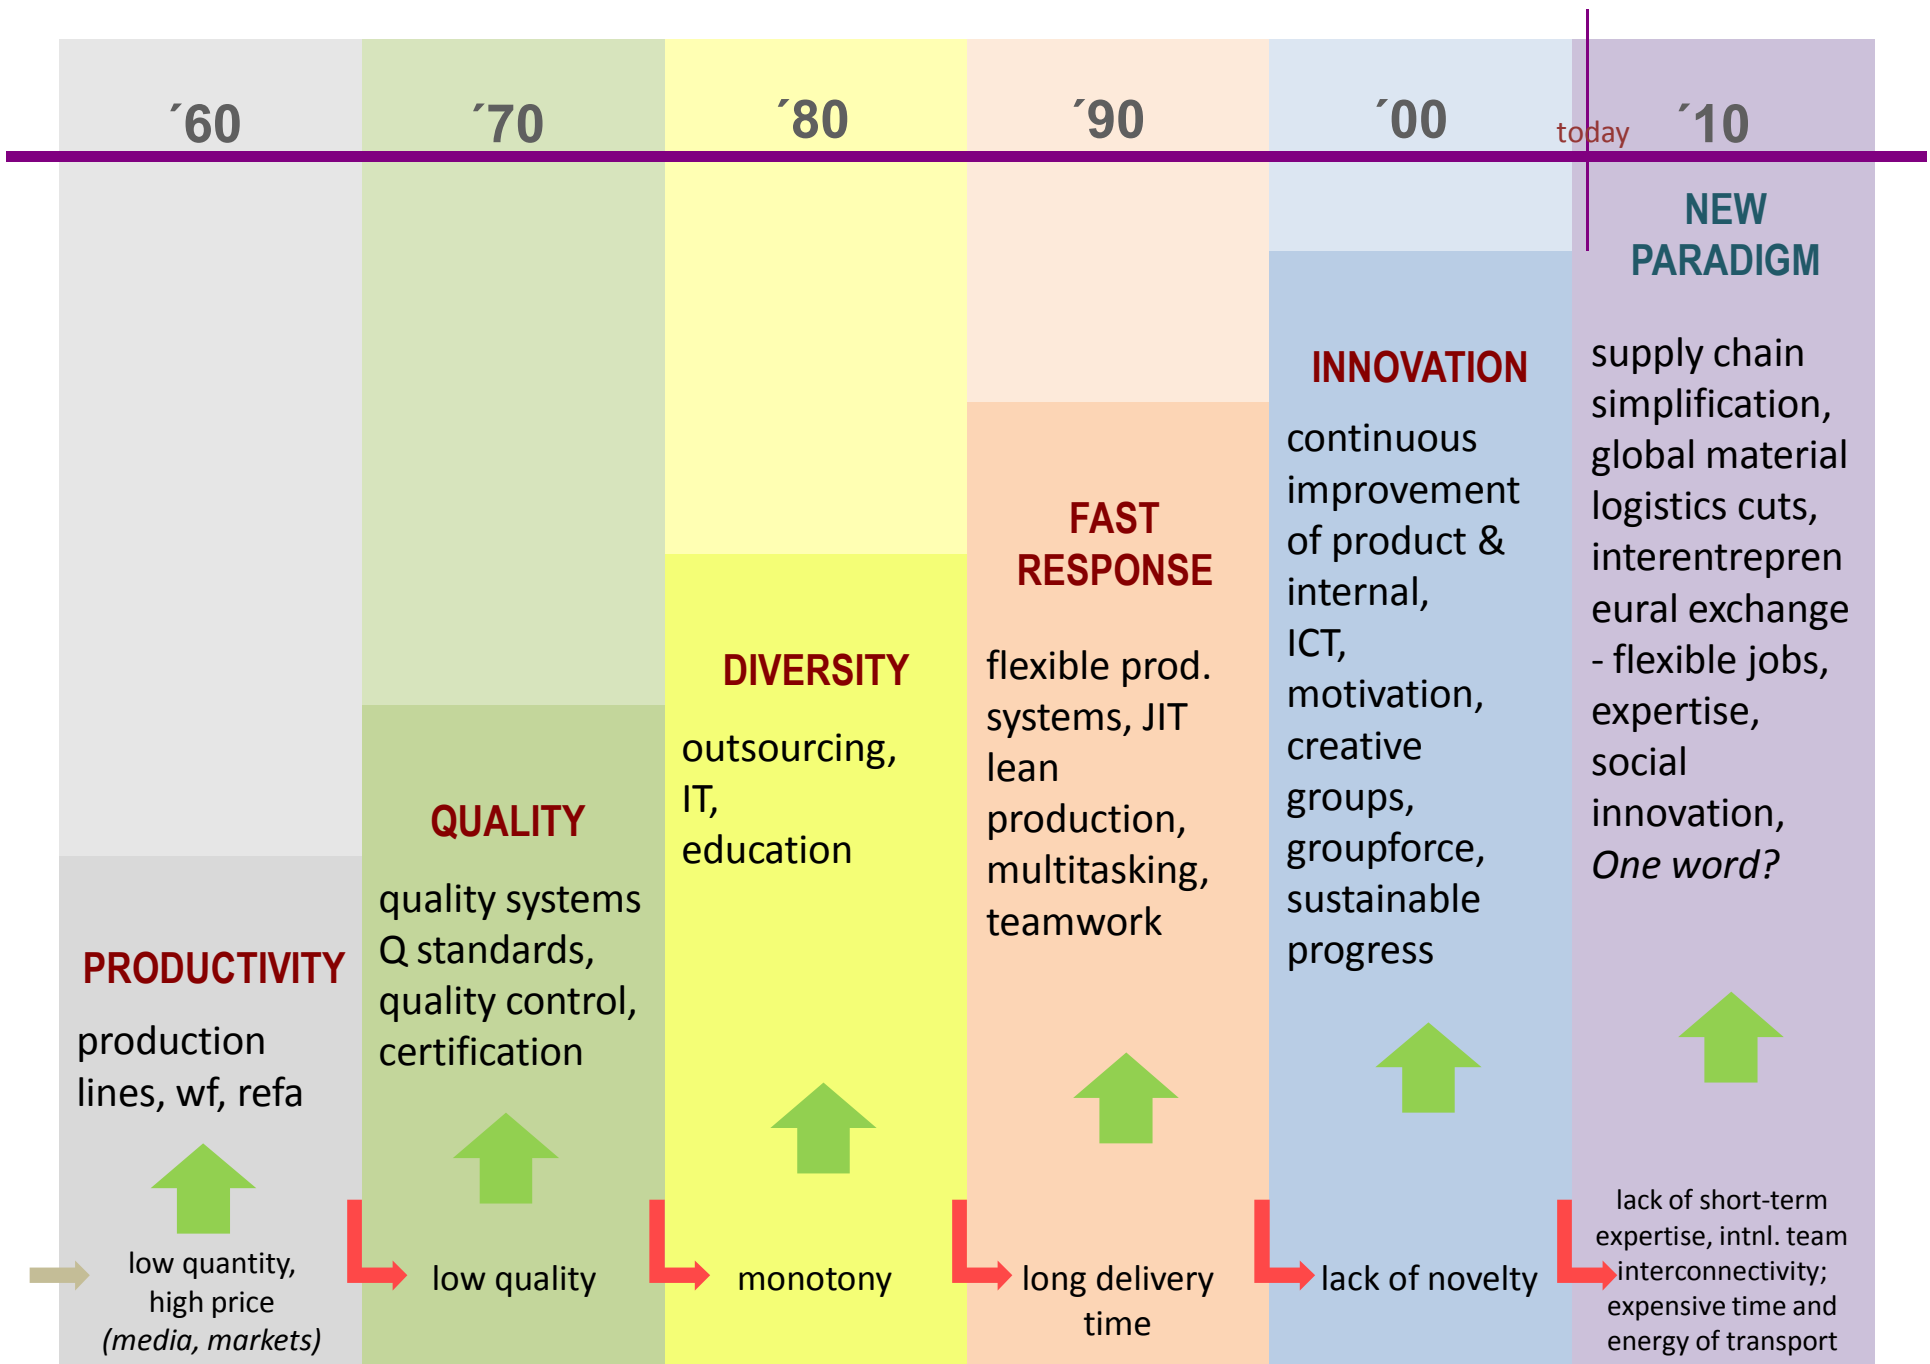 ´60
´70
´80
´90
´00
today
´10
PRODUCTIVITY
production
lines, wf, refa
low quantity,
high price
(media, markets)
QUALITY
quality systems
Q standards,
quality control,
certification
low quality
DIVERSITY
outsourcing,
IT,
education
monotony
FAST
RESPONSE
flexible prod.
systems, JIT
lean
production,
multitasking,
teamwork
long delivery
time
INNOVATION
continuous
improvement
of product &
internal,
ICT,
motivation,
creative
groups,
groupforce,
sustainable
progress
lack of novelty
NEW
PARADIGM
supply chain
simplification,
global material
logistics cuts,
interentrepren
eural exchange
- flexible jobs,
expertise,
social
innovation,
One word?
lack of short-term
expertise, intnl. team
interconnectivity;
expensive time and
energy of transport